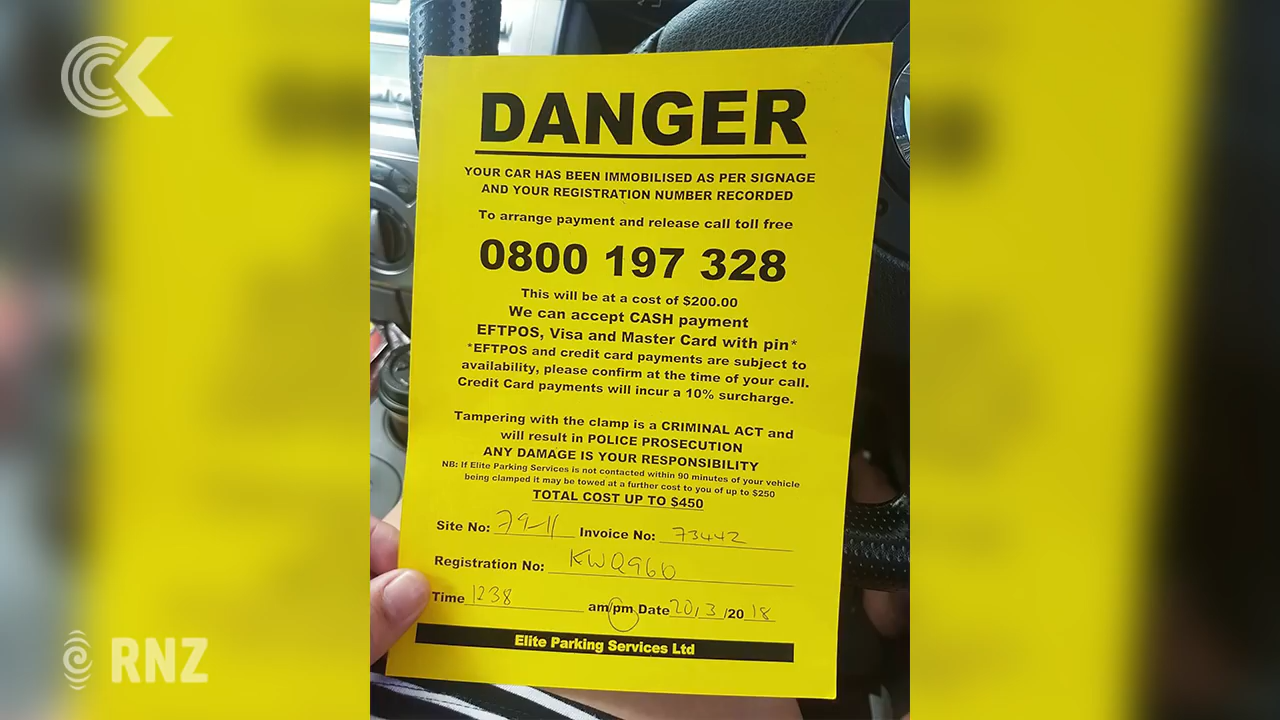 DANGER
YOUR CAR HAS BEEN IMMOBILISED AS PER SIGNAGE
AND YOUR REGISTRATION NUMBER RECORDED
To arrange payment and release call toll free
0800 197 328
This will be at a cost of $200.00
We can accept CASH payment
EFTPOS, Visa and Master Card with pin*
*EFTPOS and credit card payments are subject to
availability, please confirm at the time of your call.
Credit Card payments will incur a 10% surcharge.
Tampering with the clamp is a CRIMINAL ACT and
will result in POLICE PROSECUTION
ANY DAMAGE IS YOUR RESPONSIBILITY
NB: If Elite Parking Services is not contacted within 90 minutes of your vehicle
being clamped it may be towed at a further cost to you of up to $250
TOTAL COST UP TO $450
Site No: 79-11 Invoice No: 73442
Registration No: KWQ960
Time 1238 am/pm Date 20/3/2018
Elite Parking Services Ltd
RNZ